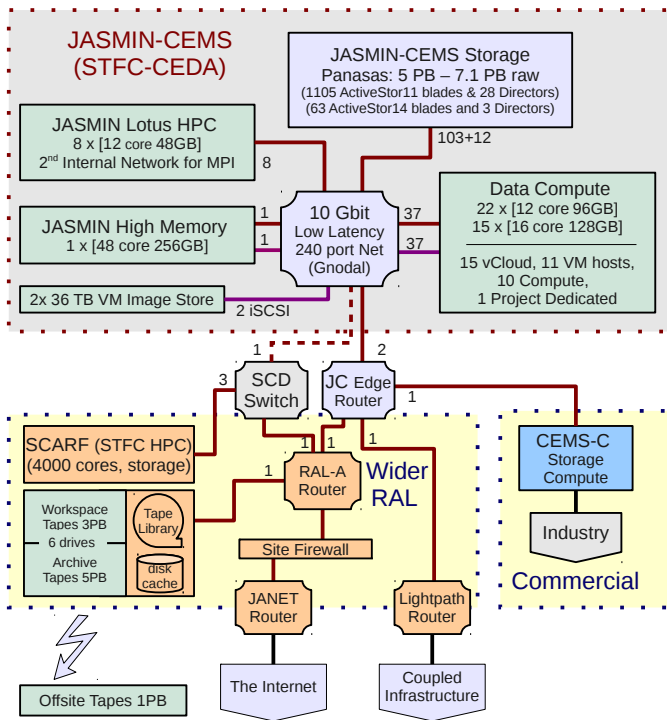 JASMIN-CEMS
(STFC-CEDA)
JASMIN-CEMS Storage
Panasas: 5 PB – 7.1 PB raw
(1105 ActiveStor11 blades & 28 Directors)
(63 ActiveStor14 blades and 3 Directors)
103+12
JASMIN Lotus HPC
8 x [12 core 48GB]
2nd Internal Network for MPI
8
JASMIN High Memory
1 x [48 core 256GB]
1
1
10 Gbit
Low Latency
240 port Net
(Gnodal)
37
37
Data Compute
22 x [12 core 96GB]
15 x [16 core 128GB]
15 vCloud, 11 VM hosts,
10 Compute,
1 Project Dedicated
2x 36 TB VM Image Store
2 iSCSI
1
2
3
SCD
Switch
JC Edge
Router
1
SCARF (STFC HPC)
(4000 cores, storage)
1
1
1
1
RAL-A
Router
Wider
RAL
CEMS-C
Storage
Compute
Workspace
Tapes 3PB
6 drives
Archive
Tapes 5PB
Tape
Library
disk
cache
Site Firewall
Industry
Commercial
JANET
Router
Lightpath
Router
The Internet
Coupled
Infrastructure
Offsite Tapes 1PB